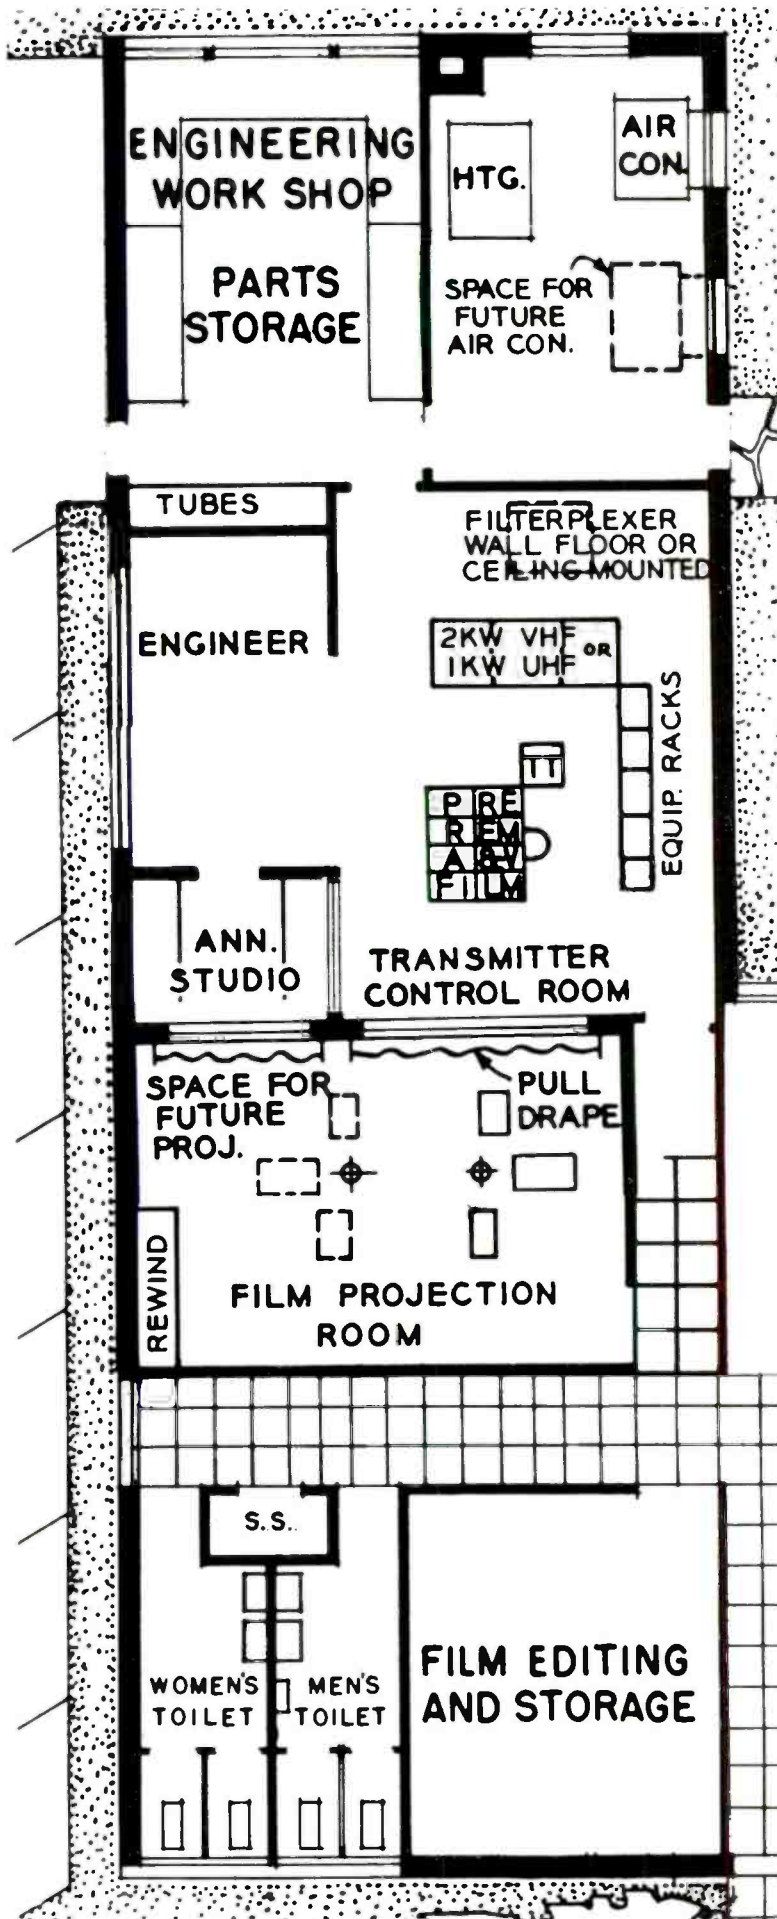 ENGINEERING
WORK SHOP
PARTS
STORAGE
HTG.
AIR
CON.
SPACE FOR
FUTURE
AIR CON.
TUBES
FILTERPLEXER
WALL FLOOR OR
CEILING MOUNTED
ENGINEER
2KW VHF OR
1KW UHF
EQUIP. RACKS
TT
P RE
R EM
A &V
FILM
ANN.
STUDIO
TRANSMITTER
CONTROL ROOM
SPACE FOR
FUTURE
PROJ.
PULL
DRAPE
REWIND
FILM PROJECTION
ROOM
S.S.
WOMEN'S
TOILET
MEN'S
TOILET
FILM EDITING
AND STORAGE